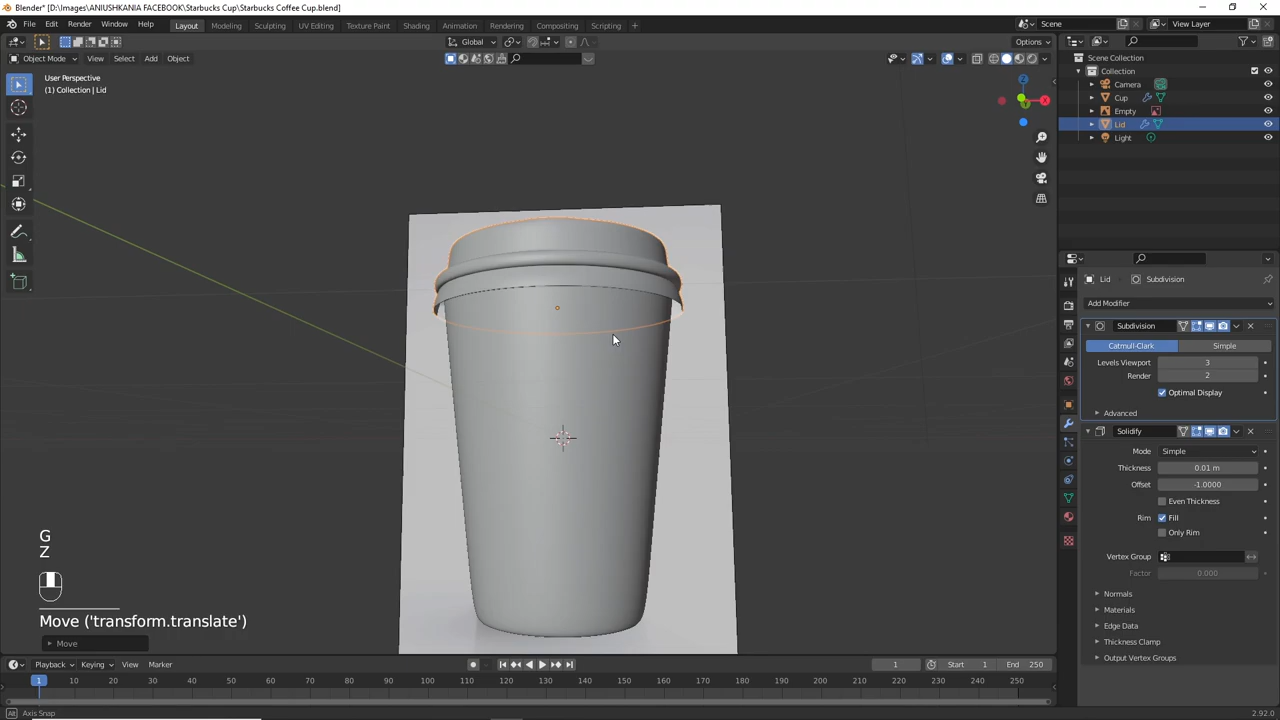 Blender* [D:\Images\ANIUSHKANIA FACEBOOK\Starbucks Cup\Starbucks Coffee Cup.blend]
File Edit Render Window Help Layout Modeling Sculpting UV Editing Texture Paint Shading Animation Rendering Compositing Scripting + Scene View Layer
Global Options
Object Mode View Select Add Object
User Perspective
(1) Collection | Lid
Scene Collection
Collection
Camera
Cup
Empty
Lid
Light
X
Z
Lid Subdivision
Add Modifier
Subdivision
Catmull-Clark Simple
Levels Viewport 3
Render 2
Optimal Display
Advanced
Solidify
Mode Simple
Thickness 0.01 m
Offset -1.0000
Even Thickness
Rim Fill
Only Rim
Vertex Group
Factor 0.000
Normals
Materials
Edge Data
Thickness Clamp
Output Vertex Groups
G
Z
Move ('transform.translate')
Move
Playback Keying View Marker 1 Start 1 End 250
1 10 20 30 40 50 60 70 80 90 100 110 120 130 140 150 160 170 180 190 200 210 220 230 240 250
Axis Snap 2.92.0